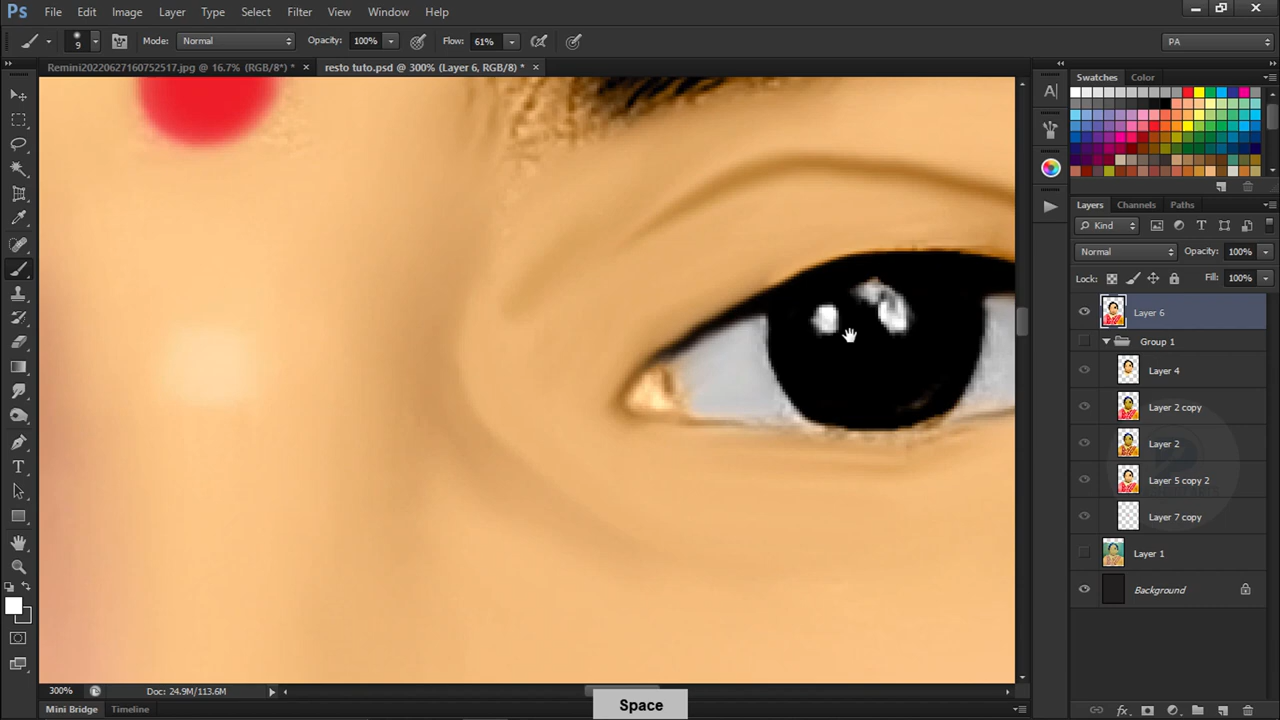 Ps File Edit Image Layer Type Select Filter View Window Help
9 Mode: Normal Opacity: 100% Flow: 61% PA
Remini20220627160752517.jpg @ 16.7% (RGB/8*) * × resto tuto.psd @ 300% (Layer 6, RGB/8) * ×
Swatches Color
Layers Channels Paths
Kind
Normal Opacity: 100%
Lock: Fill: 100%
Layer 6
Group 1
Layer 4
Layer 2 copy
Layer 2
Layer 5 copy 2
Layer 7 copy
Layer 1
Background
300% Doc: 24.9M/113.6M
Space
Mini Bridge Timeline